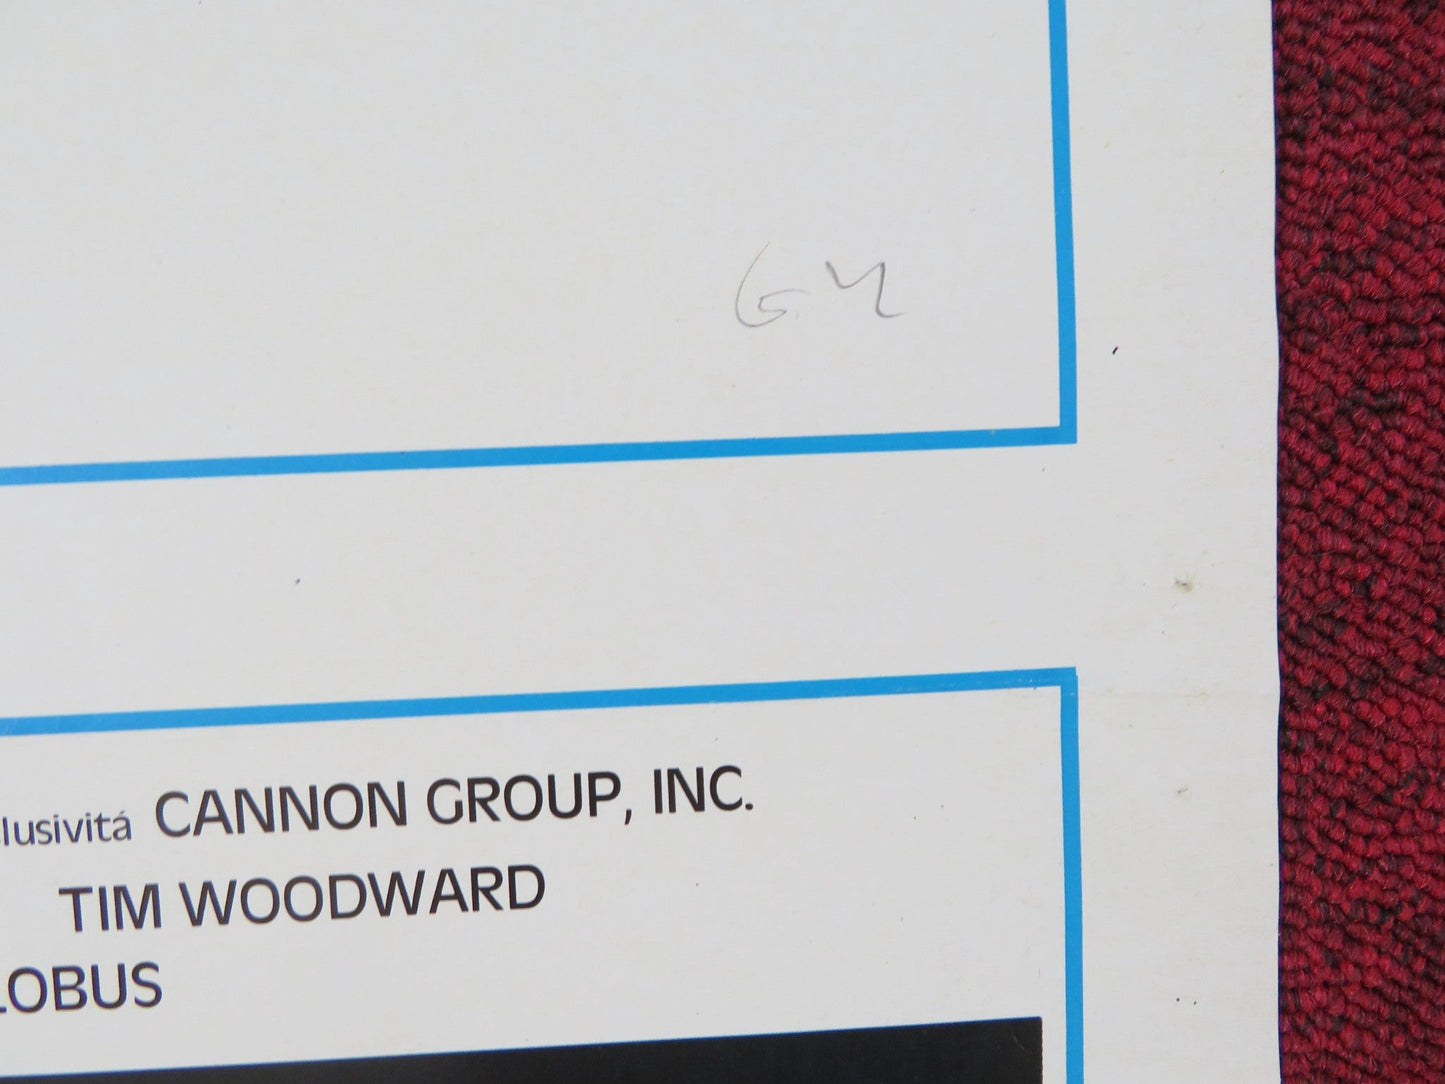 lusivitá CANNON GROUP, INC.
TIM WOODWARD
LOBUS